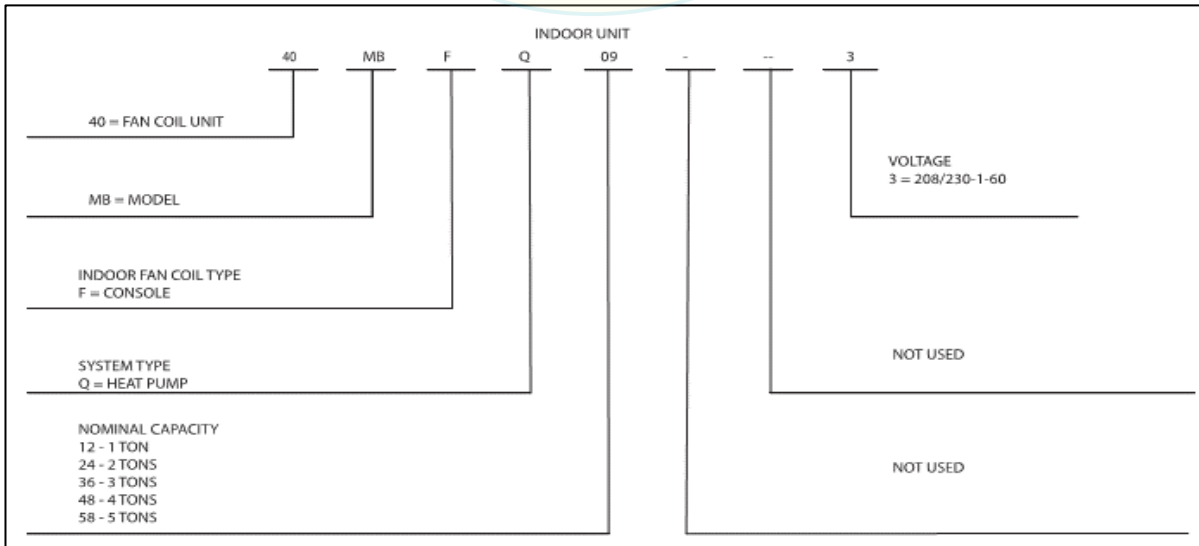 INDOOR UNIT
40 MB F Q 09 - -- 3
40 = FAN COIL UNIT
VOLTAGE
3 = 208/230-1-60
MB = MODEL
INDOOR FAN COIL TYPE
F = CONSOLE
SYSTEM TYPE
Q = HEAT PUMP
NOT USED
NOMINAL CAPACITY
12 - 1 TON
24 - 2 TONS
36 - 3 TONS
48 - 4 TONS
58 - 5 TONS
NOT USED